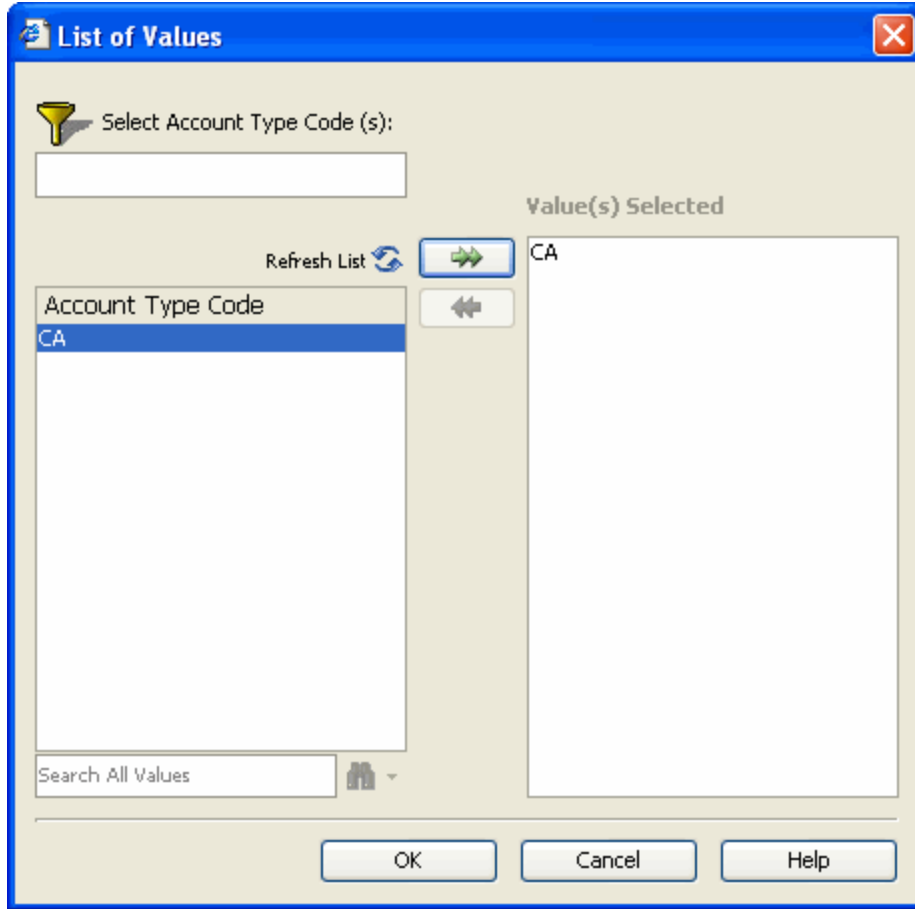 List of Values
Select Account Type Code (s):
Value(s) Selected
Refresh List
CA
Account Type Code
CA
Search All Values
OK
Cancel
Help